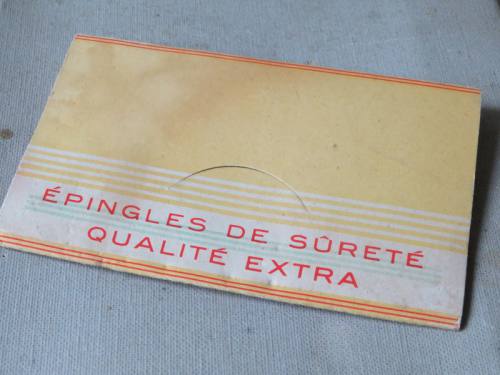 ÉPINGLES DE SÛRETÉ
QUALITÉ EXTRA